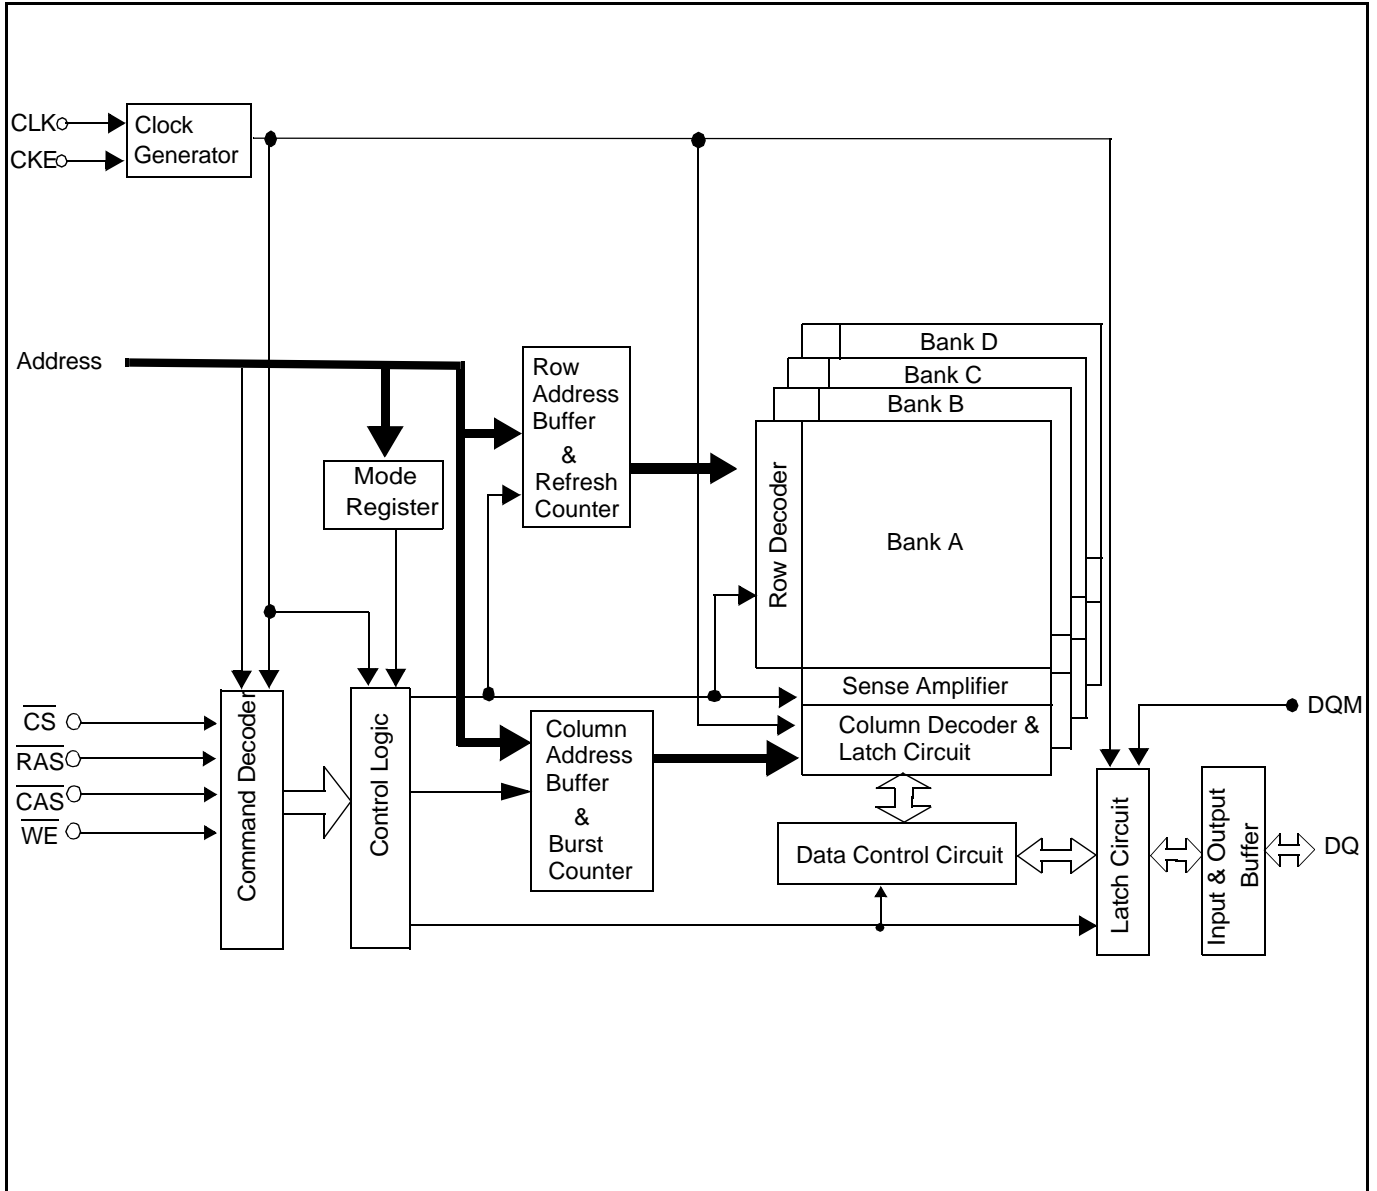 CLK
CKE
Clock
Generator
Address
Row
Address
Buffer
&
Refresh
Counter
Mode
Register
Bank D
Bank C
Bank B
Bank A
Row Decoder
Sense Amplifier
Column Decoder &
Latch Circuit
CS
RAS
CAS
WE
Command Decoder
Control Logic
Column
Address
Buffer
&
Burst
Counter
Data Control Circuit
Latch Circuit
Input & Output
Buffer
DQM
DQ